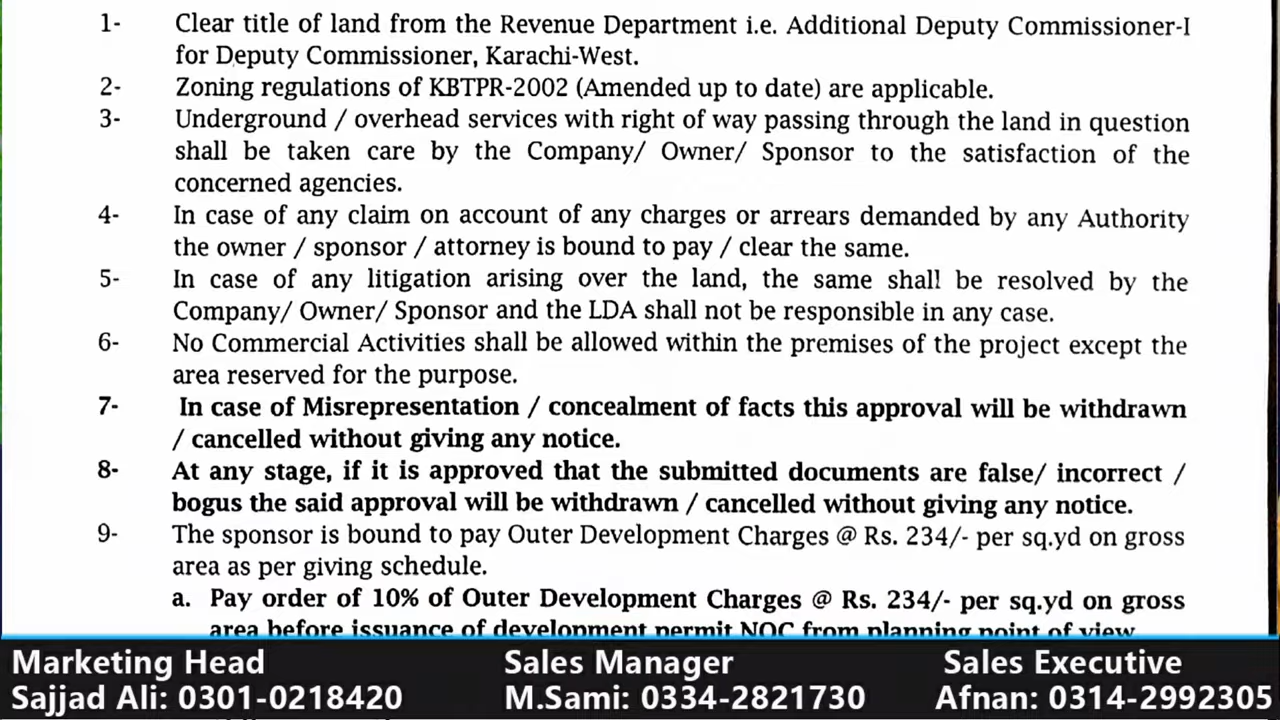 1- Clear title of land from the Revenue Department i.e. Additional Deputy Commissioner-I
for Deputy Commissioner, Karachi-West.
2- Zoning regulations of KBTPR-2002 (Amended up to date) are applicable.
3- Underground / overhead services with right of way passing through the land in question
shall be taken care by the Company/ Owner/ Sponsor to the satisfaction of the
concerned agencies.
4- In case of any claim on account of any charges or arrears demanded by any Authority
the owner / sponsor / attorney is bound to pay / clear the same.
5- In case of any litigation arising over the land, the same shall be resolved by the
Company/ Owner/ Sponsor and the LDA shall not be responsible in any case.
6- No Commercial Activities shall be allowed within the premises of the project except the
area reserved for the purpose.
7- In case of Misrepresentation / concealment of facts this approval will be withdrawn
/ cancelled without giving any notice.
8- At any stage, if it is approved that the submitted documents are false/ incorrect /
bogus the said approval will be withdrawn / cancelled without giving any notice.
9- The sponsor is bound to pay Outer Development Charges @ Rs. 234/- per sq.yd on gross
area as per giving schedule.
a. Pay order of 10% of Outer Development Charges @ Rs. 234/- per sq.yd on gross
area before issuance of development permit NOC from planning point of view
Marketing Head Sales Manager Sales Executive
Sajjad Ali: 0301-0218420 M.Sami: 0334-2821730 Afnan: 0314-2992305